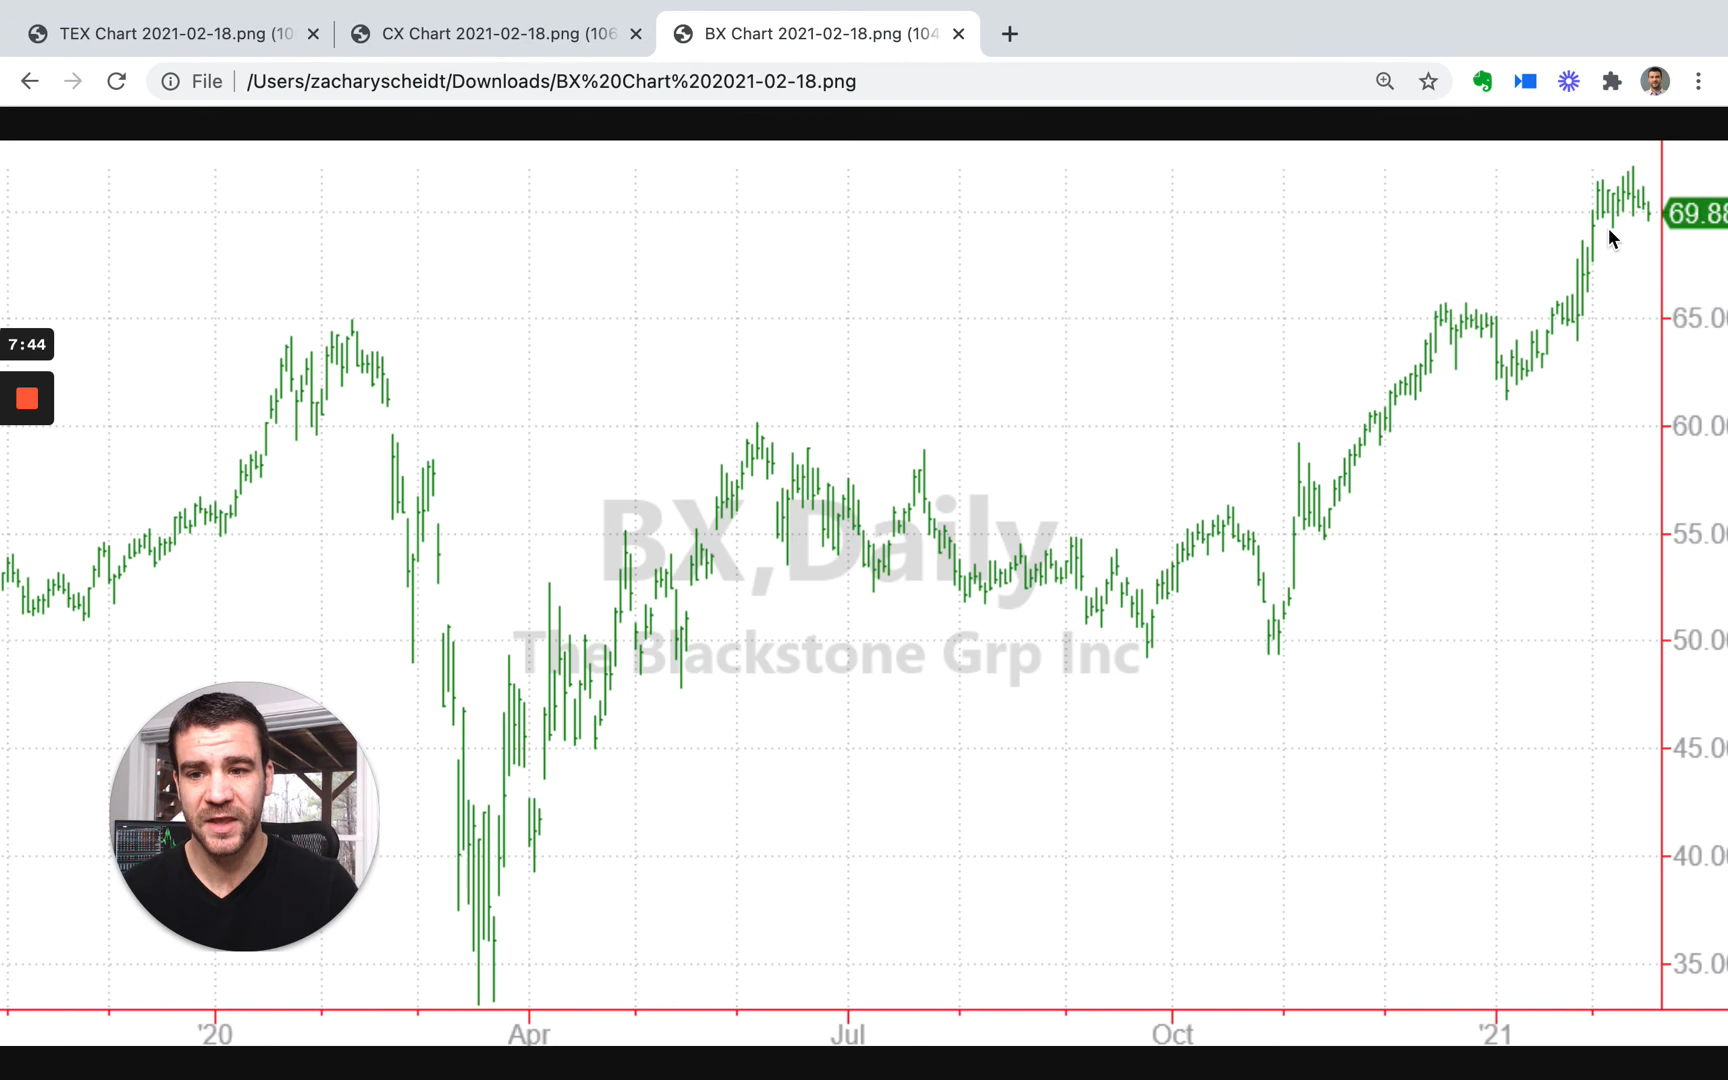 TEX Chart 2021-02-18.png (10
CX Chart 2021-02-18.png (106
BX Chart 2021-02-18.png (104
File
/Users/zacharyscheidt/Downloads/BX%20Chart%202021-02-18.png
69.88
65.00
7:44
60.00
BX,Daily
55.00
The Blackstone Grp Inc
50.00
45.00
40.00
35.00
'20
Apr
Jul
Oct
'21